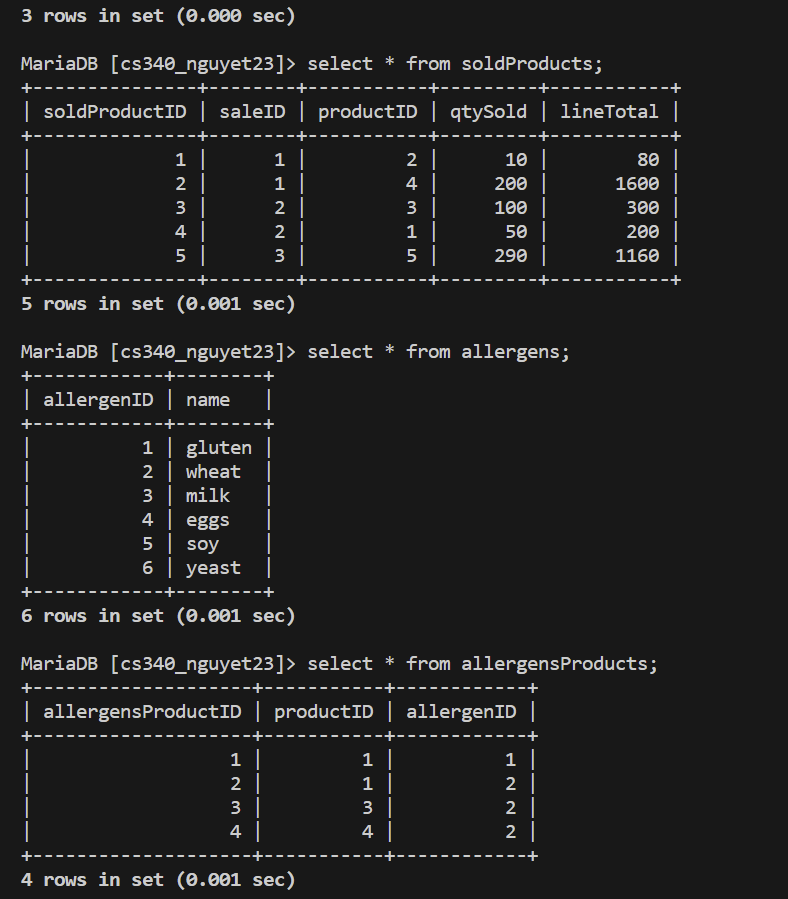 3 rows in set (0.000 sec)
MariaDB [cs340_nguyet23]> select * from soldProducts;
+---------------+--------+-----------+---------+-----------+
| soldProductID | saleID | productID | qtySold | lineTotal |
+---------------+--------+-----------+---------+-----------+
|             1 |      1 |         2 |      10 |        80 |
|             2 |      1 |         4 |     200 |      1600 |
|             3 |      2 |         3 |     100 |       300 |
|             4 |      2 |         1 |      50 |       200 |
|             5 |      3 |         5 |     290 |      1160 |
+---------------+--------+-----------+---------+-----------+
5 rows in set (0.001 sec)
MariaDB [cs340_nguyet23]> select * from allergens;
+------------+--------+
| allergenID | name   |
+------------+--------+
|          1 | gluten |
|          2 | wheat  |
|          3 | milk   |
|          4 | eggs   |
|          5 | soy    |
|          6 | yeast  |
+------------+--------+
6 rows in set (0.001 sec)
MariaDB [cs340_nguyet23]> select * from allergensProducts;
+--------------------+-----------+------------+
| allergensProductID | productID | allergenID |
+--------------------+-----------+------------+
|                  1 |         1 |          1 |
|                  2 |         1 |          2 |
|                  3 |         3 |          2 |
|                  4 |         4 |          2 |
+--------------------+-----------+------------+
4 rows in set (0.001 sec)